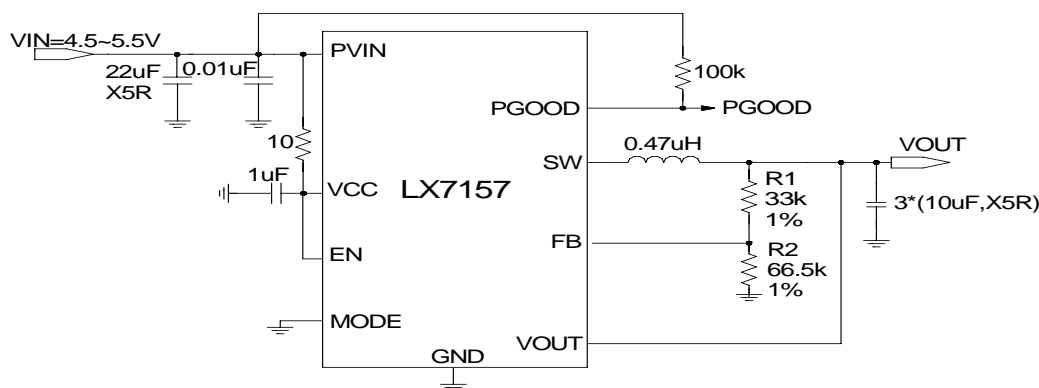 VIN=4.5~5.5V
22uF
X5R
0.01uF
PVIN
100k
PGOOD
PGOOD
10
0.47uH
SW
VOUT
1uF
VCC
LX7157
R1
33k
1%
3*(10uF,X5R)
FB
EN
R2
66.5k
1%
MODE
VOUT
GND